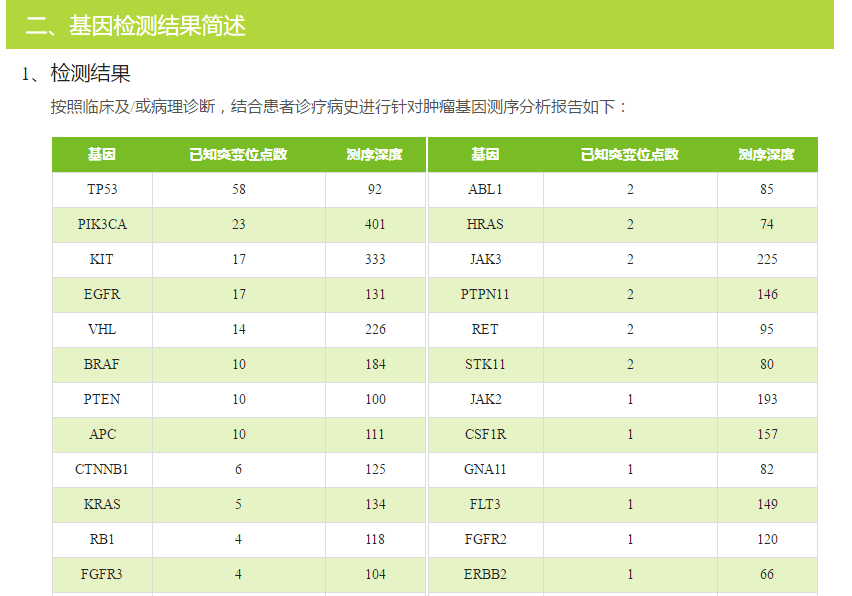 二、基因检测结果简述
1、检测结果
按照临床及/或病理诊断，结合患者诊疗病史进行针对肿瘤基因测序分析报告如下：
基因 已知突变位点数 测序深度 基因 已知突变位点数 测序深度
TP53 58 92 ABL1 2 85
PIK3CA 23 401 HRAS 2 74
KIT 17 333 JAK3 2 225
EGFR 17 131 PTPN11 2 146
VHL 14 226 RET 2 95
BRAF 10 184 STK11 2 80
PTEN 10 100 JAK2 1 193
APC 10 111 CSF1R 1 157
CTNNB1 6 125 GNA11 1 82
KRAS 5 134 FLT3 1 149
RB1 4 118 FGFR2 1 120
FGFR3 4 104 ERBB2 1 66